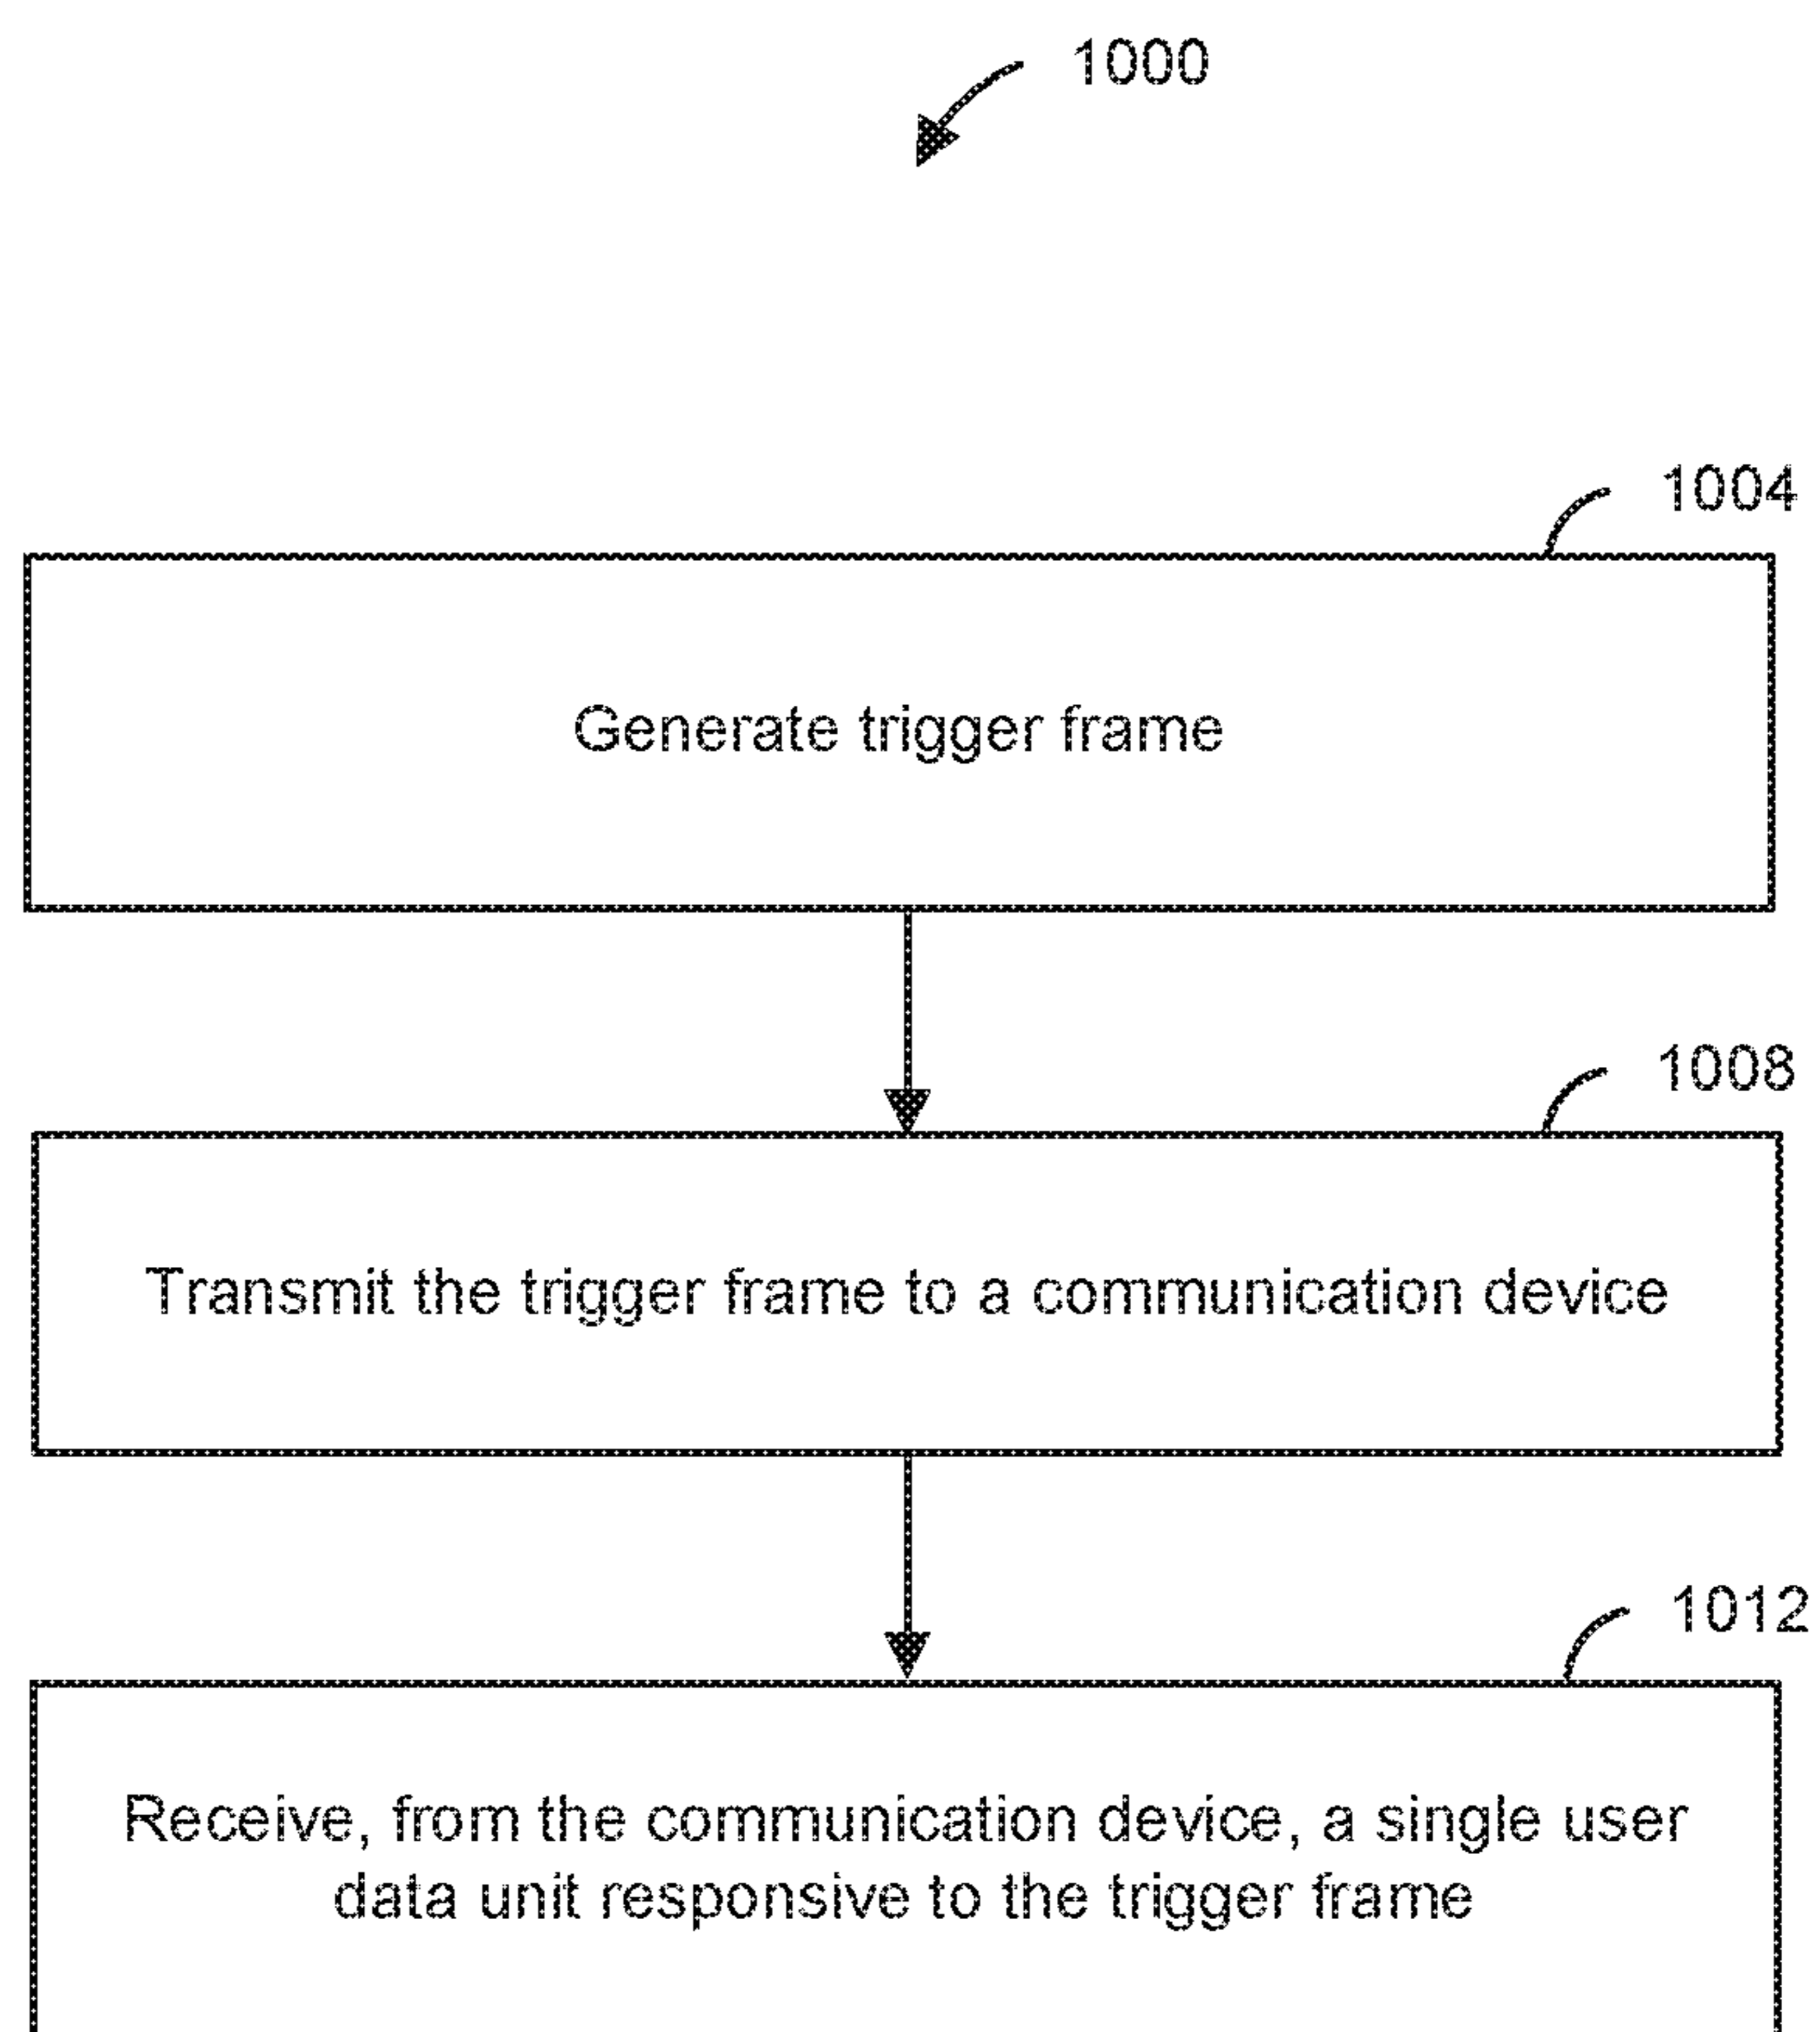 1000
1004
Generate trigger frame
1008
Transmit the trigger frame to a communication device
1012
Receive, from the communication device, a single user
data unit responsive to the trigger frame